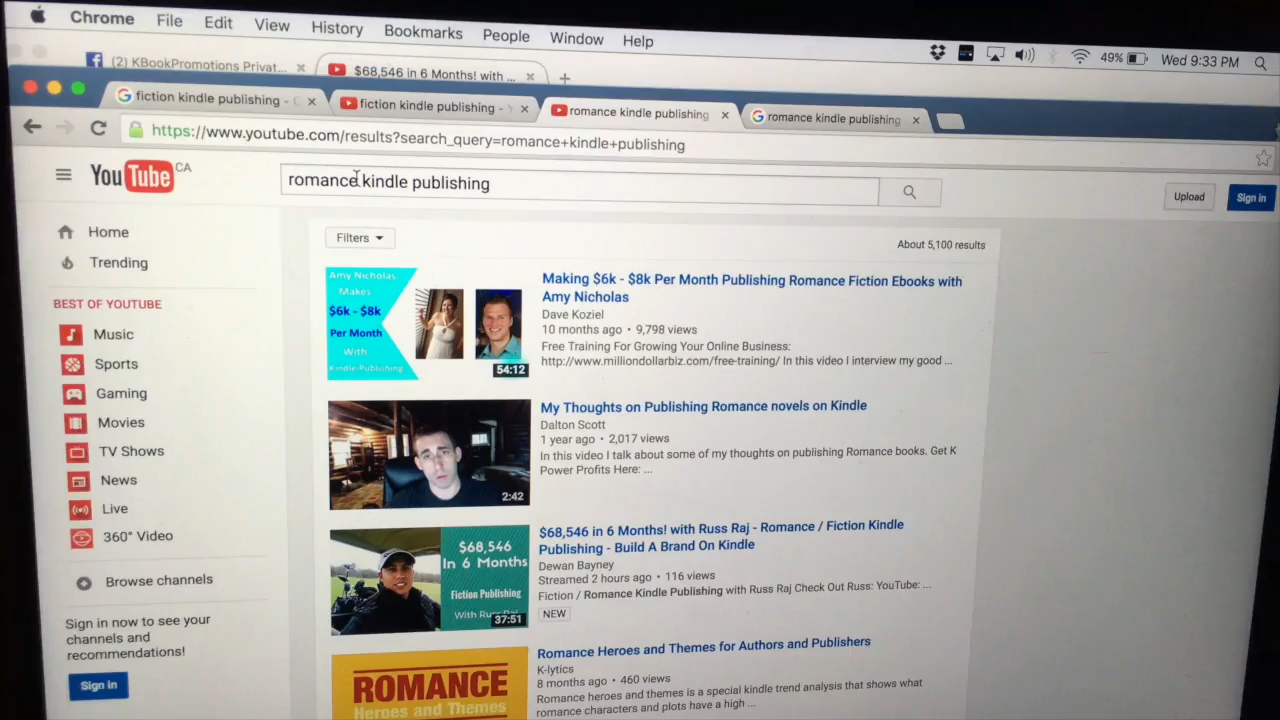 Chrome File Edit View History Bookmarks People Window Help 49% Wed 9:33 PM
(2) KBookPromotions Privat... $68,546 in 6 Months! with ...
fiction kindle publishing - fiction kindle publishing - romance kindle publishing romance kindle publishing
https://www.youtube.com/results?search_query=romance+kindle+publishing
YouTube CA romance kindle publishing Upload Sign in
Home
Trending
BEST OF YOUTUBE
Music
Sports
Gaming
Movies
TV Shows
News
Live
360° Video
Browse channels
Sign in now to see your
channels and
recommendations!
Sign in
Filters About 5,100 results
Amy Nicholas
Makes
$6k - $8k
Per Month
With
Kindle Publishing
54:12
Making $6k - $8k Per Month Publishing Romance Fiction Ebooks with
Amy Nicholas
Dave Koziel
10 months ago • 9,798 views
Free Training For Growing Your Online Business:
http://www.milliondollarbiz.com/free-training/ In this video I interview my good ...
2:42
My Thoughts on Publishing Romance novels on Kindle
Dalton Scott
1 year ago • 2,017 views
In this video I talk about some of my thoughts on publishing Romance books. Get K
Power Profits Here: ...
$68,546
In 6 Months
Fiction Publishing
With Russ Raj
37:51
$68,546 in 6 Months! with Russ Raj - Romance / Fiction Kindle
Publishing - Build A Brand On Kindle
Dewan Bayney
Streamed 2 hours ago • 116 views
Fiction / Romance Kindle Publishing with Russ Raj Check Out Russ: YouTube: ...
NEW
ROMANCE
Heroes and Themes
Romance Heroes and Themes for Authors and Publishers
K-lytics
8 months ago • 460 views
Romance heroes and themes is a special kindle trend analysis that shows what
romance characters and plots have a high ...